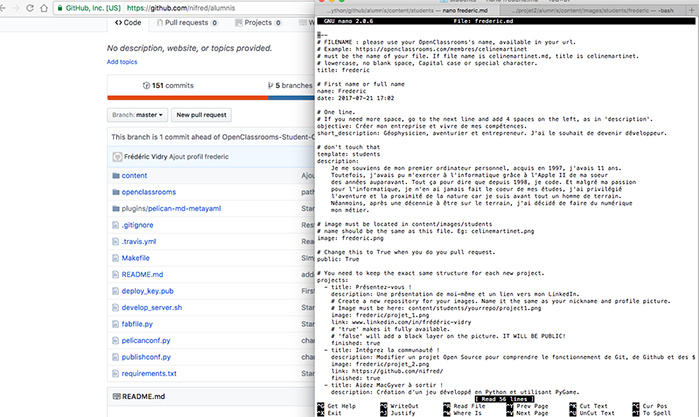 GitHub, Inc. [US] https://github.com/nifred/alumnis
Code Pull requests 0 Projects
No description, website, or topics provided.
Add topics
151 commits 5 branches
Branch: master New pull request
This branch is 1 commit ahead of OpenClassrooms-Student-C
Frédéric Vidry Ajout profil frederic
content
openclassrooms
plugins/pelican-md-metayaml
.gitignore
.travis.yml
Makefile
README.md
deploy_key.pub
develop_server.sh
fabfile.py
pelicanconf.py
publishconf.py
requirements.txt
README.md
nano frederic.md
...ython/github/alumnis/content/students — nano frederic.md
.../projet2/alumnis/content/images/students/frederic — -bash
GNU nano 2.0.6 File: frederic.md
---
# FILENAME : please use your OpenClassrooms's name, available in your url.
# Example: https://openclassrooms.com/membres/celinemartinet
# must be the name of your file. If file name is celinemartinet.md, title is celinemartinet.
# lowercase, no blank space, Capital case or special character.
title: frederic
# First name or full name
name: Frederic
date: 2017-07-21 17:02
# One line.
# If you need more space, go to the next line and add 4 spaces on the left, as in 'description'.
objective: Créer mon entreprise et vivre de mes compétences.
short_description: Géophysicien, aventurier et entrepreneur. J'ai le souhait de devenir développeur.
# don't touch that
template: students
description:
Je me souviens de mon premier ordinateur personnel, acquis en 1997, j'avais 11 ans.
Toutefois, j'avais pu m'exercer à l'informatique grâce à l'Apple II de ma soeur
des années auparavant. Tout ça pour dire que depuis 1998, je code. Et malgré ma passion
pour l'informatique, je n'en ai jamais fait le coeur de mes études, j'ai privilégié
l'aventure et la proximité de la nature car je suis avant tout un homme de terrain.
Néanmoins, après une décennie à être sur le terrain, j'ai décidé de faire du numérique
mon métier.
# image must be located in content/images/students
# name should be the same as this file. Eg: celinemartinet.png
image: frederic.png
# Change this to True when you do you pull request.
public: True
# You need to keep the exact same structure for each new project.
projects:
- title: Présentez-vous !
description: Une présentation de moi-même et un lien vers mon LinkedIn.
# Create a new repository for your images. Name it the same as your nickname and profile picture.
# Image must be here: content/students/yourrepo/project1.png
image: frederic/projet_1.png
link: www.linkedin.com/in/frédéric-vidry
# 'true' makes it fully available.
# 'false' will add a black layer on the picture. IT WILL BE PUBLIC!
finished: true
- title: Intégrez la communauté !
description: Modifier un projet Open Source pour comprendre le fonctionnement de Git, de Github et des $
image: frederic/projet_2.png
link: https://github.com/nifred/
finished: true
- title: Aidez MacGyver à sortir !
description: Création d'un jeu développé en Python et utilisant PyGame.
[ Read 56 lines ]
^G Get Help ^O WriteOut ^R Read File ^Y Prev Page ^K Cut Text ^C Cur Pos
^X Exit ^J Justify ^W Where Is ^V Next Page ^U UnCut Text ^T To Spell